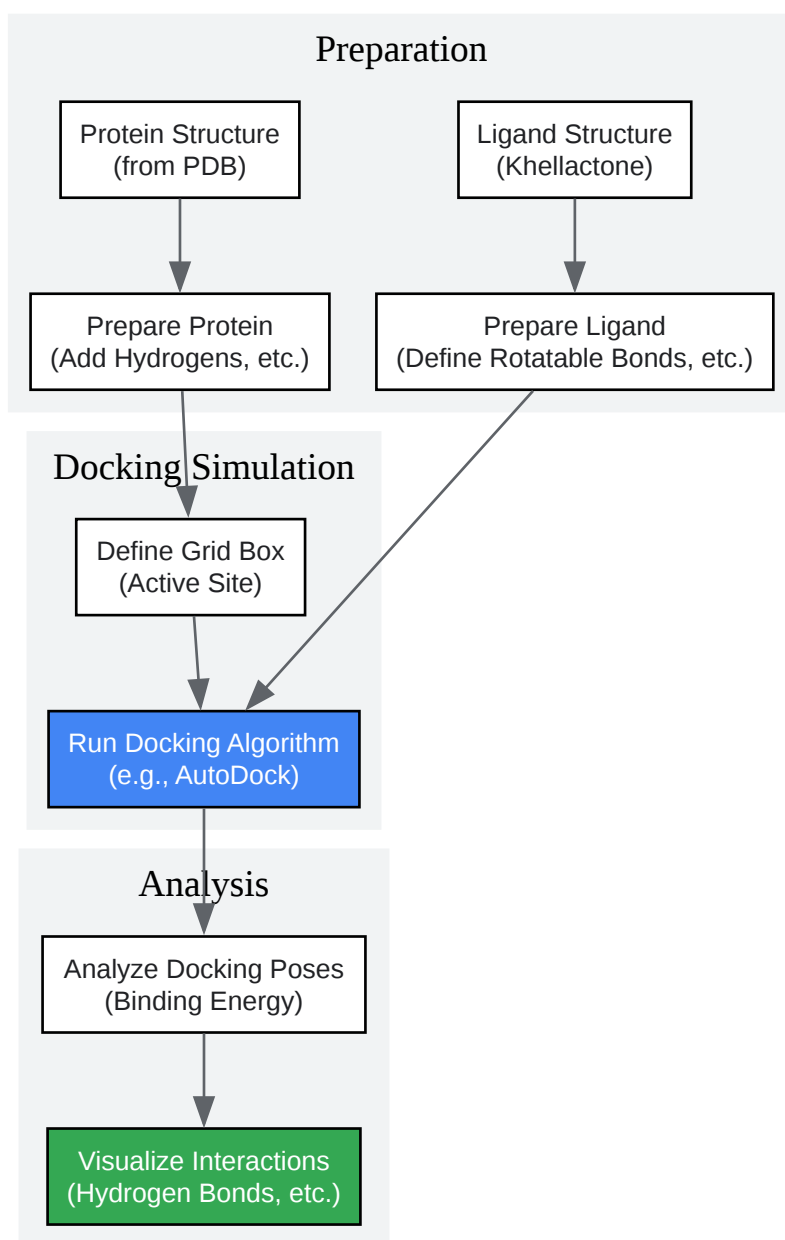 Preparation
Protein Structure
(from PDB)
Ligand Structure
(Khellactone)
Prepare Protein
(Add Hydrogens, etc.)
Prepare Ligand
(Define Rotatable Bonds, etc.)
Docking Simulation
Define Grid Box
(Active Site)
Run Docking Algorithm
(e.g., AutoDock)
Analysis
Analyze Docking Poses
(Binding Energy)
Visualize Interactions
(Hydrogen Bonds, etc.)